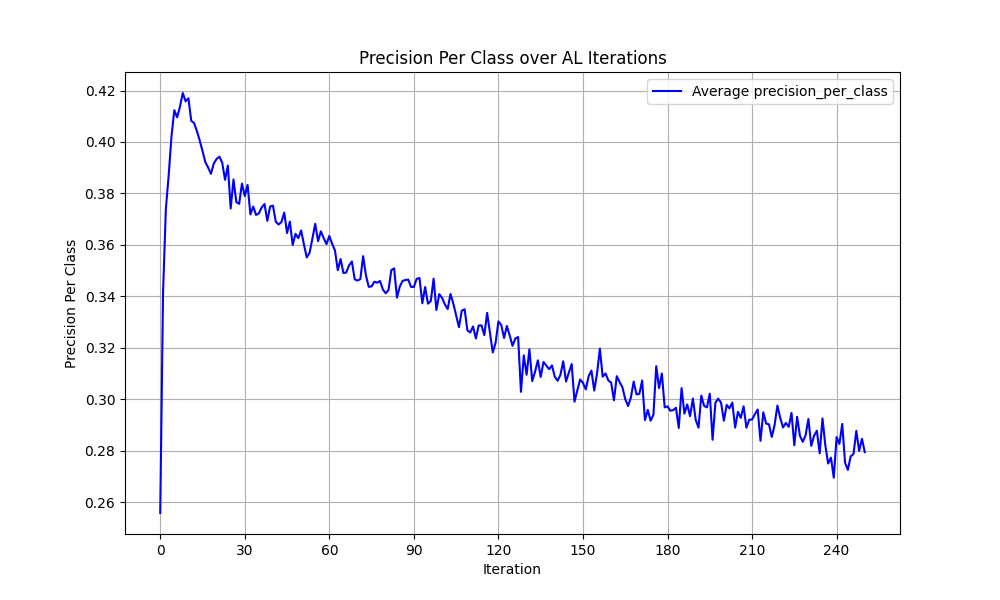 Precision Per Class over AL Iterations
Average precision_per_class
Precision Per Class
0.42
0.40
0.38
0.36
0.34
0.32
0.30
0.28
0.26
0 30 60 90 120 150 180 210 240
Iteration